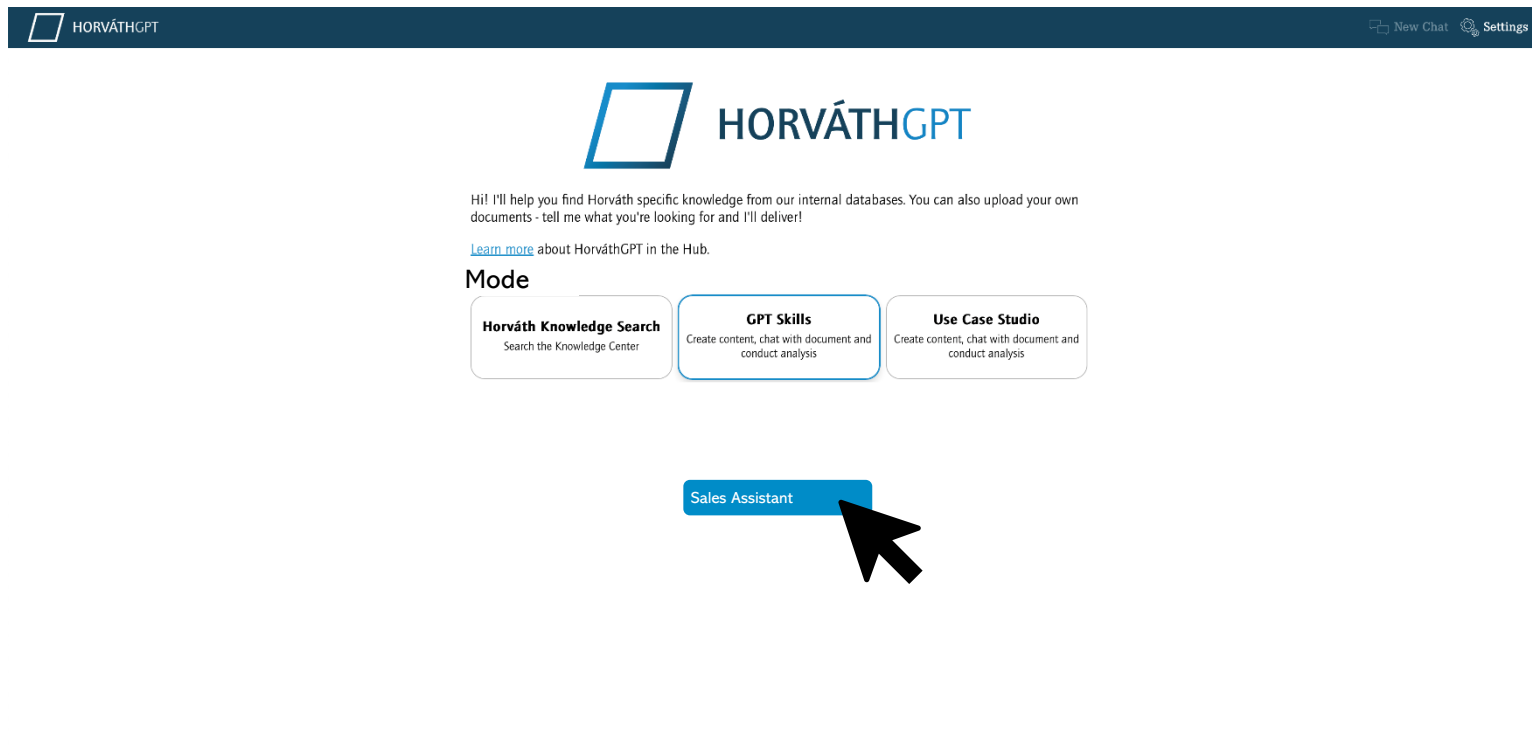 HORVÁTHGPT
New Chat
Settings
HORVÁTHGPT
Hi! I'll help you find Horváth specific knowledge from our internal databases. You can also upload your own
documents - tell me what you're looking for and I'll deliver!
Learn more about HorváthGPT in the Hub.
Mode
Horváth Knowledge Search
Search the Knowledge Center
GPT Skills
Create content, chat with document and
conduct analysis
Use Case Studio
Create content, chat with document and
conduct analysis
Sales Assistant